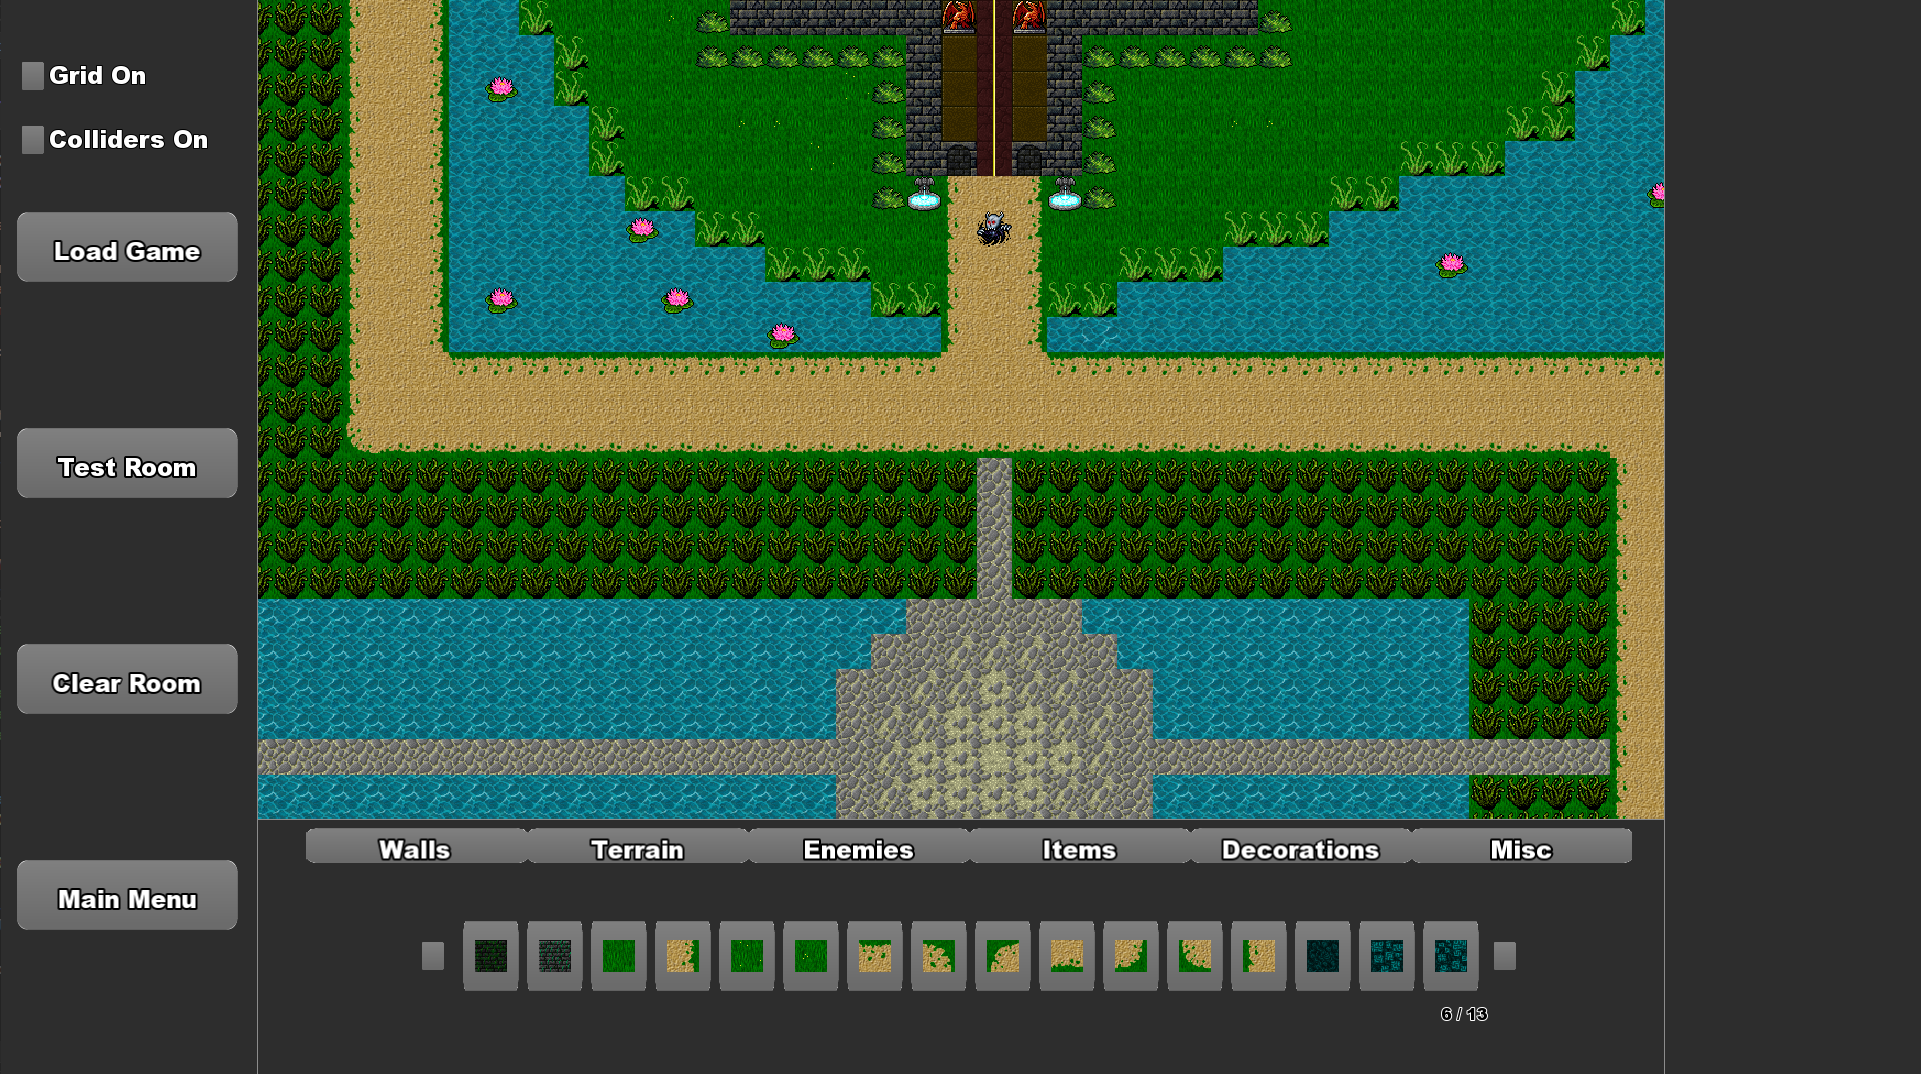 Grid On
Colliders On
Load Game
Test Room
Clear Room
Main Menu
Walls
Terrain
Enemies
Items
Decorations
Misc
6 / 13